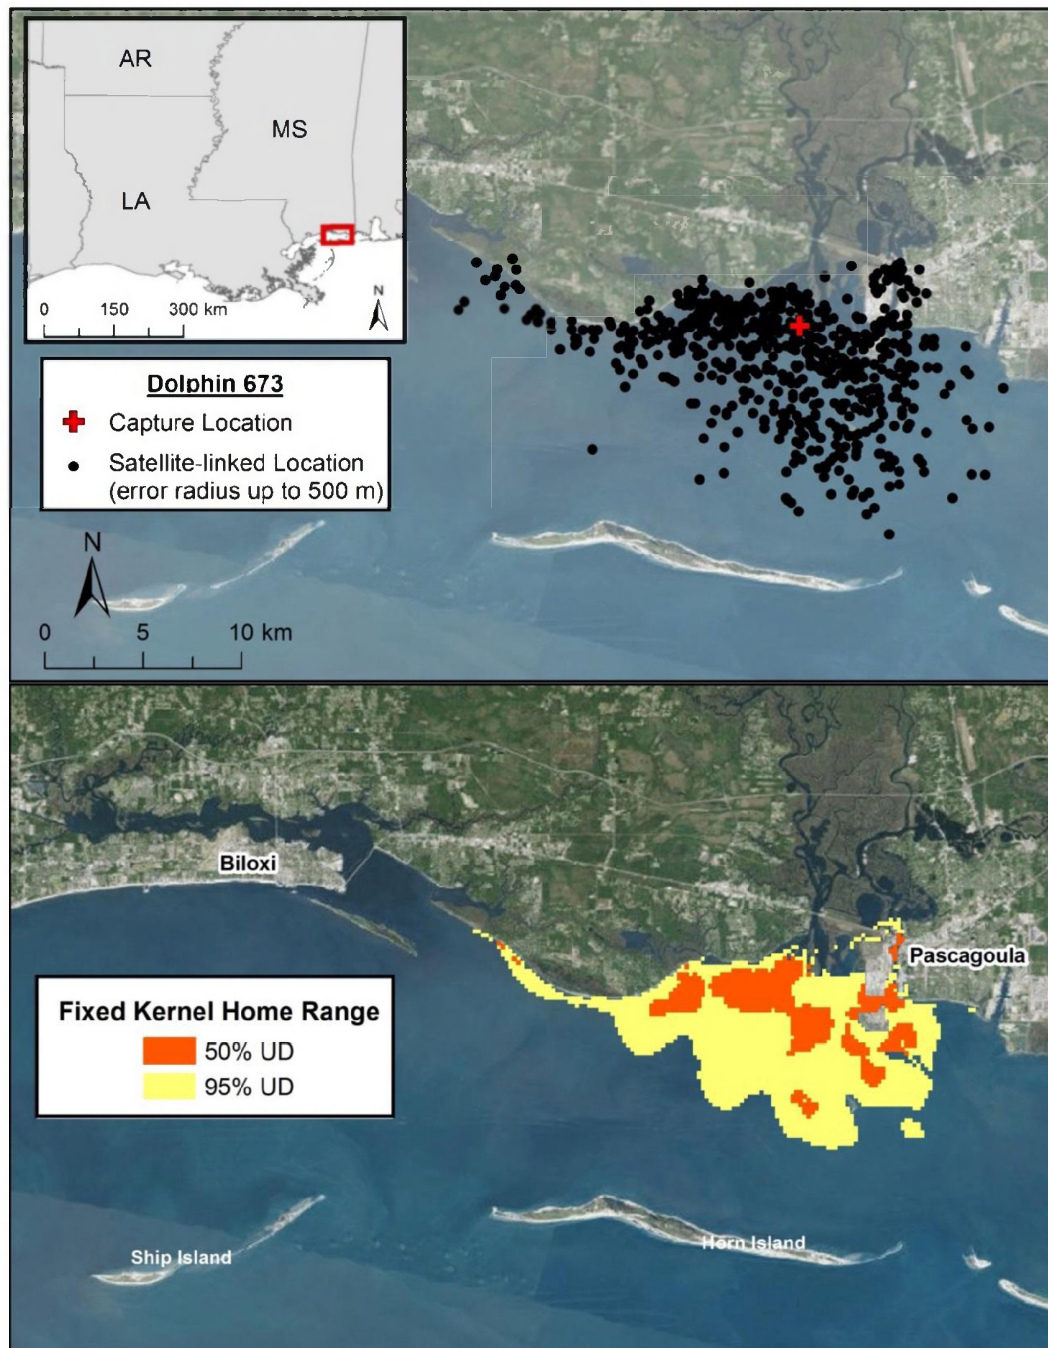 AR
MS
LA
0 150 300 km
N
Dolphin 673
Capture Location
Satellite-linked Location
(error radius up to 500 m)
N
0 5 10 km
Biloxi
Pascagoula
Fixed Kernel Home Range
50% UD
95% UD
Ship Island
Horn Island